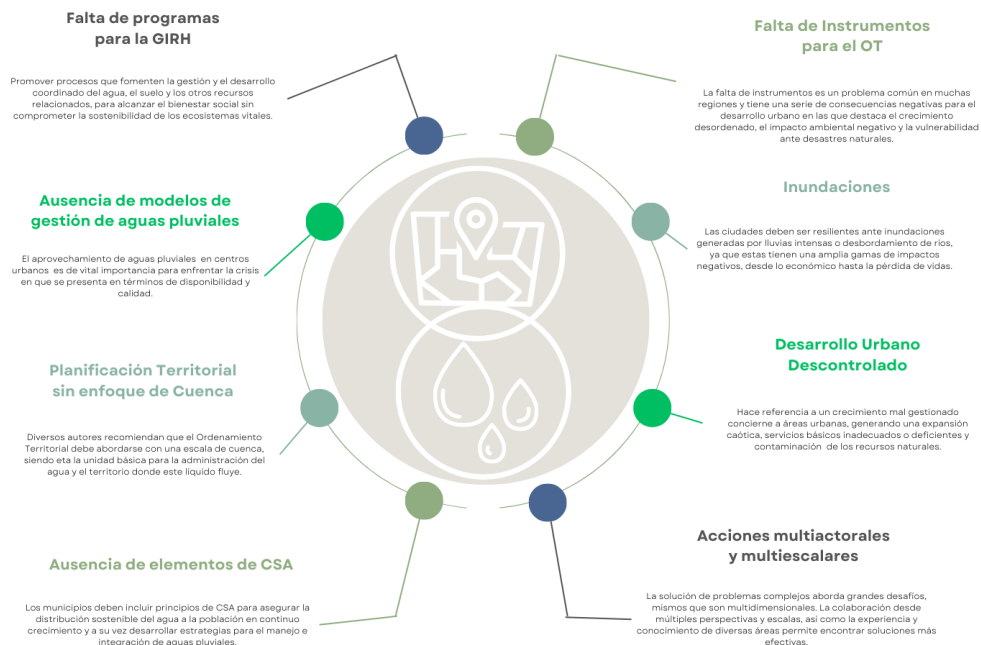 Falta de programas
para la GIRH
Promover procesos que fomenten la gestión y el desarrollo
coordinado del agua, el suelo y los otros recursos
relacionados, para alcanzar el bienestar social sin
comprometer la sostenibilidad de los ecosistemas vitales.
Ausencia de modelos de
gestión de aguas pluviales
El aprovechamiento de aguas pluviales en centros
urbanos es de vital importancia para enfrentar la crisis
en que se presenta en términos de disponibilidad y
calidad.
Planificación Territorial
sin enfoque de Cuenca
Diversos autores recomiendan que el Ordenamiento
Territorial debe abordarse con una escala de cuenca,
siendo eta la unidad básica para la administración del
agua y el territorio donde este líquido fluye.
Ausencia de elementos de CSA
Los municipios deben incluir principios de CSA para asegurar la
distribución sostenible del agua a la población en continuo
crecimiento y a su vez desarrollar estrategias para el manejo e
integración de aguas pluviales.
Falta de Instrumentos
para el OT
La falta de instrumentos es un problema común en muchas
regiones y tiene una serie de consecuencias negativas para el
desarrollo urbano en las que destaca el crecimiento
desordenado, el impacto ambiental negativo y la vulnerabilidad
ante desastres naturales.
Inundaciones
Las ciudades deben ser resilientes ante inundaciones
generadas por lluvias intensas o desbordamiento de ríos,
ya que estas tienen una amplia gamas de impactos
negativos, desde lo económico hasta la pérdida de vidas.
Desarrollo Urbano
Descontrolado
Hace referencia a un crecimiento mal gestionado
concierne a áreas urbanas, generando una expansión
caótica, servicios básicos inadecuados o deficientes y
contaminación de los recursos naturales.
Acciones multiactorales
y multiescalares
La solución de problemas complejos aborda grandes desafíos,
mismos que son multidimensionales. La colaboración desde
múltiples perspectivas y escalas, así como la experiencia y
conocimiento de diversas áreas permite encontrar soluciones más
efectivas.